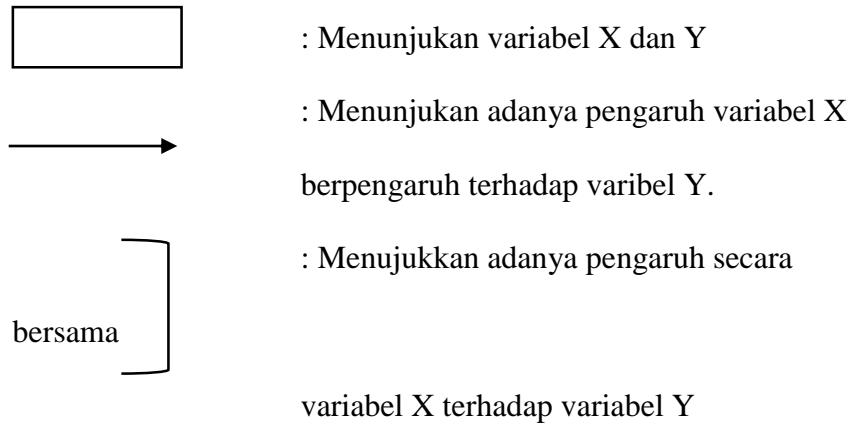 : Menunjukan variabel X dan Y
: Menunjukan adanya pengaruh variabel X
berpengaruh terhadap varibel Y.
: Menujukkan adanya pengaruh secara
bersama
variabel X terhadap variabel Y